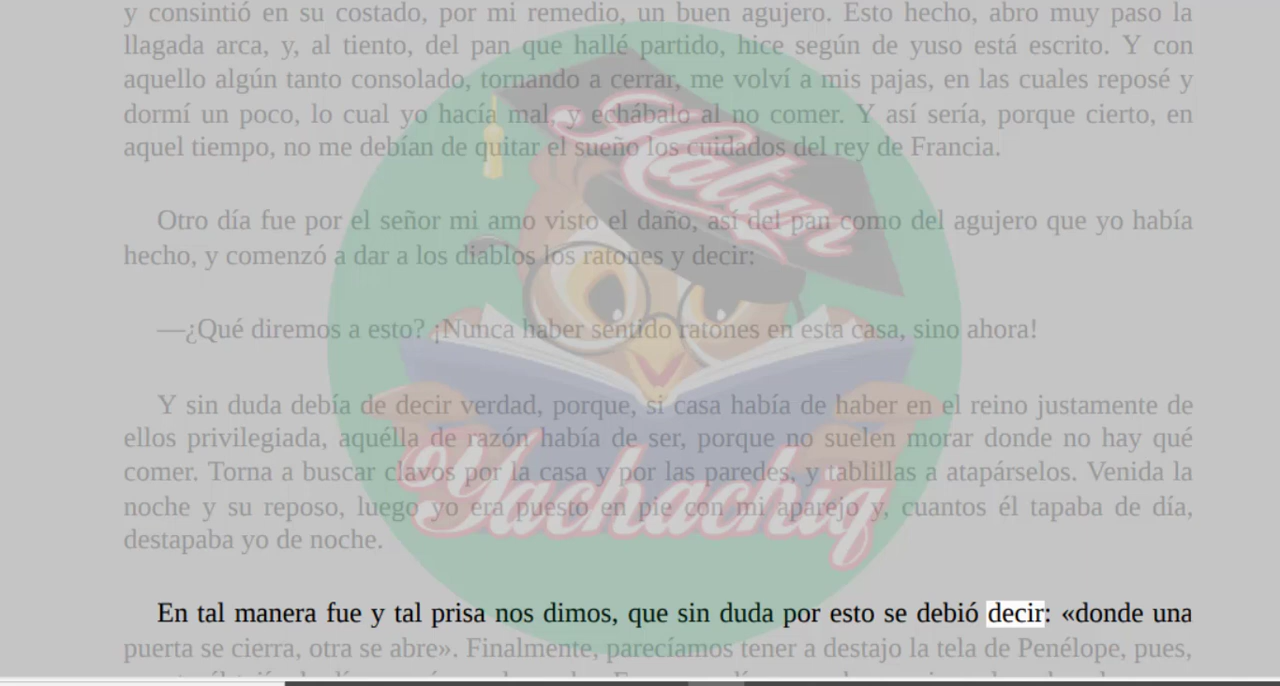 y consintió en su costado, por mi remedio, un buen agujero. Esto hecho, abro muy paso la
llagada arca, y, al tiento, del pan que hallé partido, hice según de yuso está escrito. Y con
aquello algún tanto consolado, tornando a cerrar, me volví a mis pajas, en las cuales reposé y
dormí un poco, lo cual yo hacía mal, y echábalo al no comer. Y así sería, porque cierto, en
aquel tiempo, no me debían de quitar el sueño los cuidados del rey de Francia.
Otro día fue por el señor mi amo visto el daño, así del pan como del agujero que yo había
hecho, y comenzó a dar a los diablos los ratones y decir:
—¿Qué diremos a esto? ¡Nunca haber sentido ratones en esta casa, sino ahora!
Y sin duda debía de decir verdad, porque, si casa había de haber en el reino justamente de
ellos privilegiada, aquélla de razón había de ser, porque no suelen morar donde no hay qué
comer. Torna a buscar clavos por la casa y por las paredes, y tablillas a atapárselos. Venida la
noche y su reposo, luego yo era puesto en pie con mi aparejo y, cuantos él tapaba de día,
destapaba yo de noche.
En tal manera fue y tal prisa nos dimos, que sin duda por esto se debió decir: «donde una
puerta se cierra, otra se abre». Finalmente, parecíamos tener a destajo la tela de Penélope, pues,
Katyn
Yachachiq